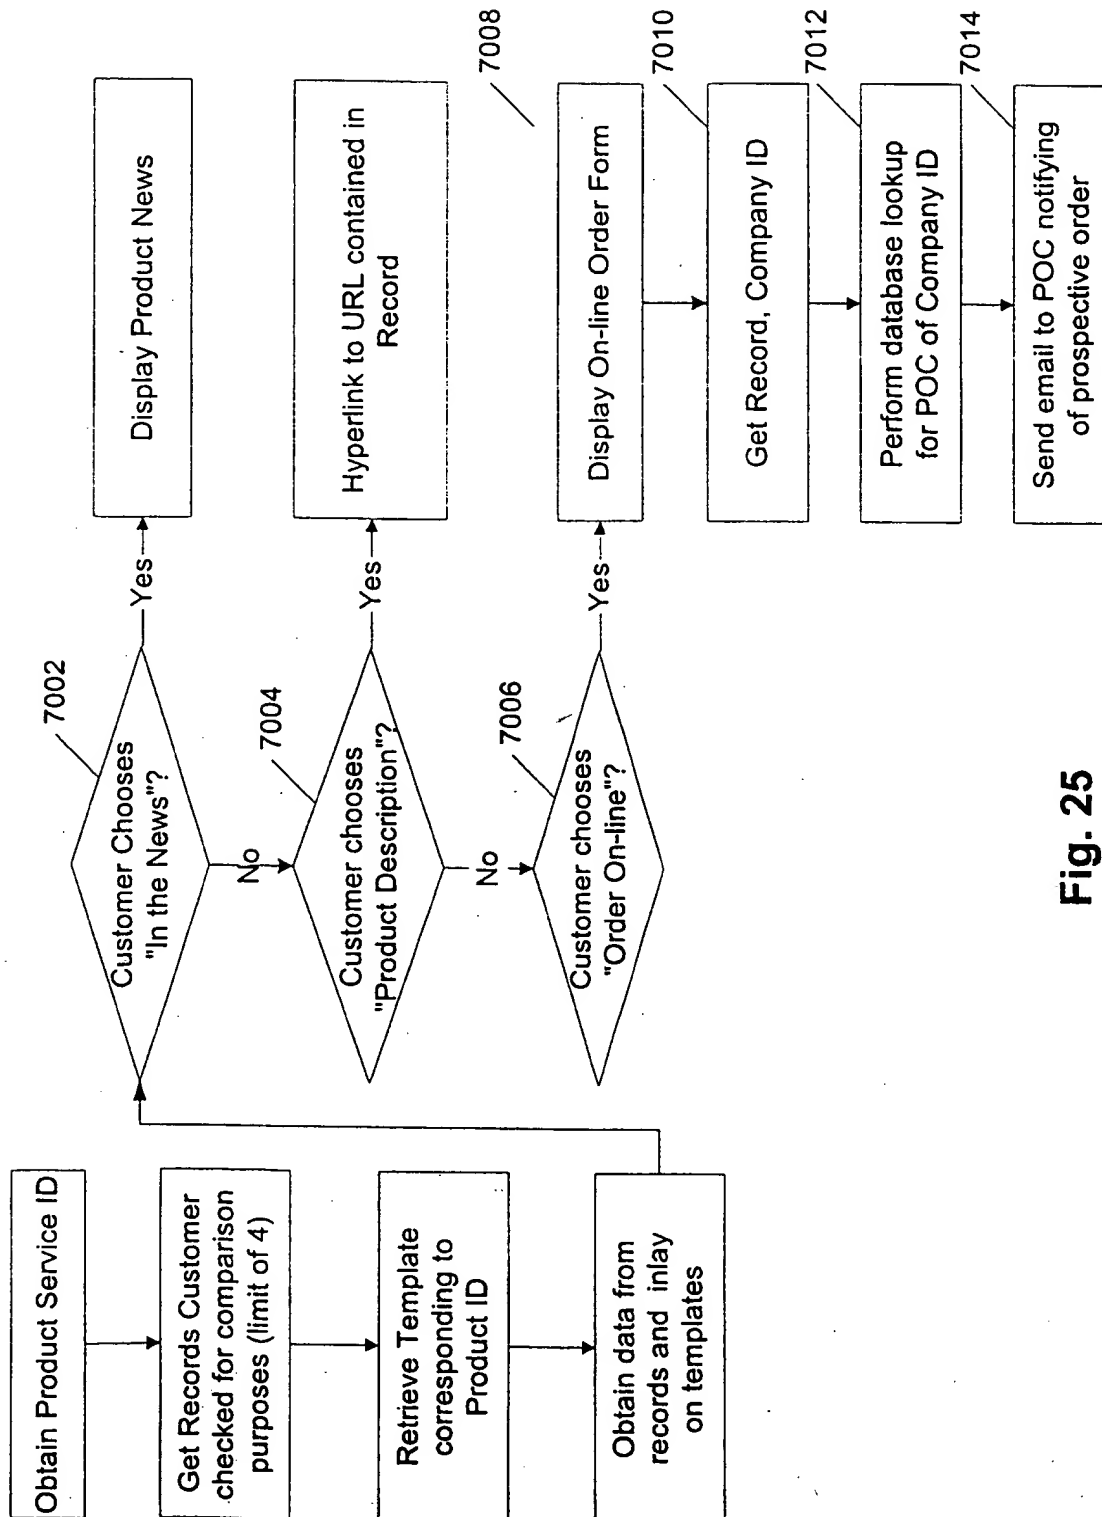 Obtain Product Service ID
Get Records Customer
checked for comparison
purposes (limit of 4)
Retrieve Template
corresponding to
Product ID
Obtain data from
records and inlay
on templates
7002
Customer Chooses
"In the News"?
Yes
Display Product News
No
7004
Customer chooses
"Product Description"?
Yes
Hyperlink to URL contained in
Record
No
7006
Customer chooses
"Order On-line"?
Yes
7008
Display On-line Order Form
7010
Get Record, Company ID
7012
Perform database lookup
for POC of Company ID
7014
Send email to POC notifying
of prospective order
Fig. 25